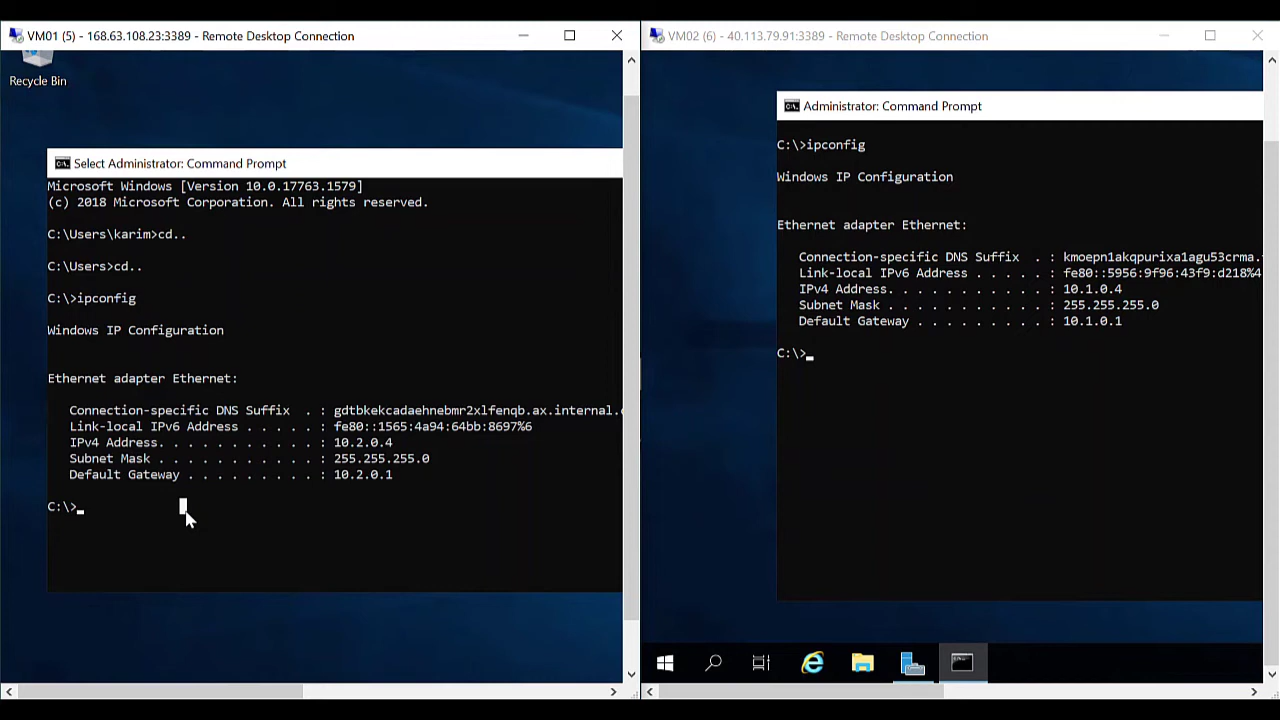 VM01 (5) - 168.63.108.23:3389 - Remote Desktop Connection
Recycle Bin
Select Administrator: Command Prompt
Microsoft Windows [Version 10.0.17763.1579]
(c) 2018 Microsoft Corporation. All rights reserved.
C:\Users\karim>cd..
C:\Users>cd..
C:\>ipconfig
Windows IP Configuration
Ethernet adapter Ethernet:
Connection-specific DNS Suffix . : gdtbkekcadaehnebmr2xlfenqb.ax.internal.
Link-local IPv6 Address . . . . . : fe80::1565:4a94:64bb:8697%6
IPv4 Address. . . . . . . . . . . : 10.2.0.4
Subnet Mask . . . . . . . . . . . : 255.255.255.0
Default Gateway . . . . . . . . . : 10.2.0.1
C:\>
VM02 (6) - 40.113.79.91:3389 - Remote Desktop Connection
Administrator: Command Prompt
C:\>ipconfig
Windows IP Configuration
Ethernet adapter Ethernet:
Connection-specific DNS Suffix . : kmoepn1akqpurixa1agu53crma.
Link-local IPv6 Address . . . . . : fe80::5956:9f96:43f9:d218%4
IPv4 Address. . . . . . . . . . . : 10.1.0.4
Subnet Mask . . . . . . . . . . . : 255.255.255.0
Default Gateway . . . . . . . . . : 10.1.0.1
C:\>